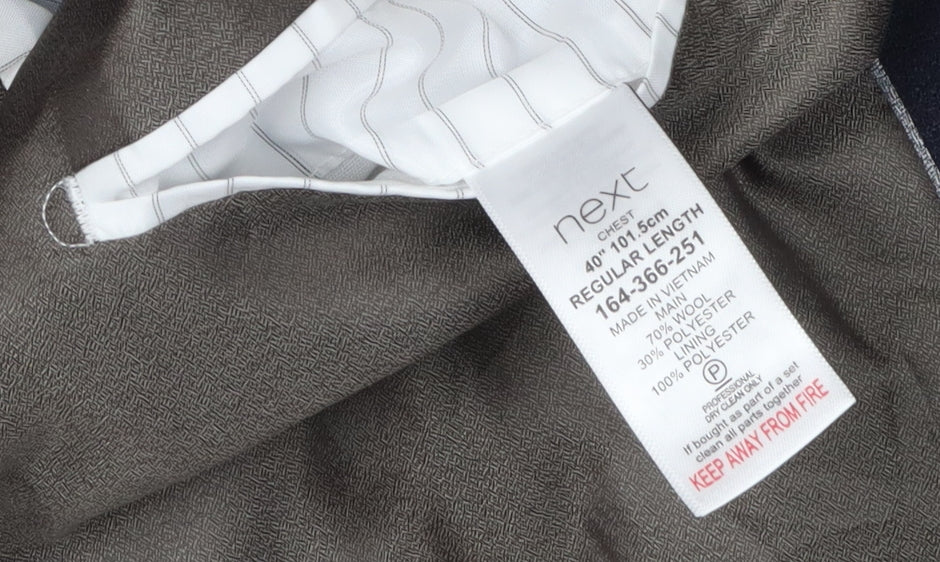 next
CHEST
40" 101.5cm
REGULAR LENGTH
164-366-251
MADE IN VIETNAM
MAIN
70% WOOL
30% POLYESTER
LINING
100% POLYESTER
P
PROFESSIONAL
DRY CLEAN ONLY
If bought as part of a set
clean all parts together
KEEP AWAY FROM FIRE